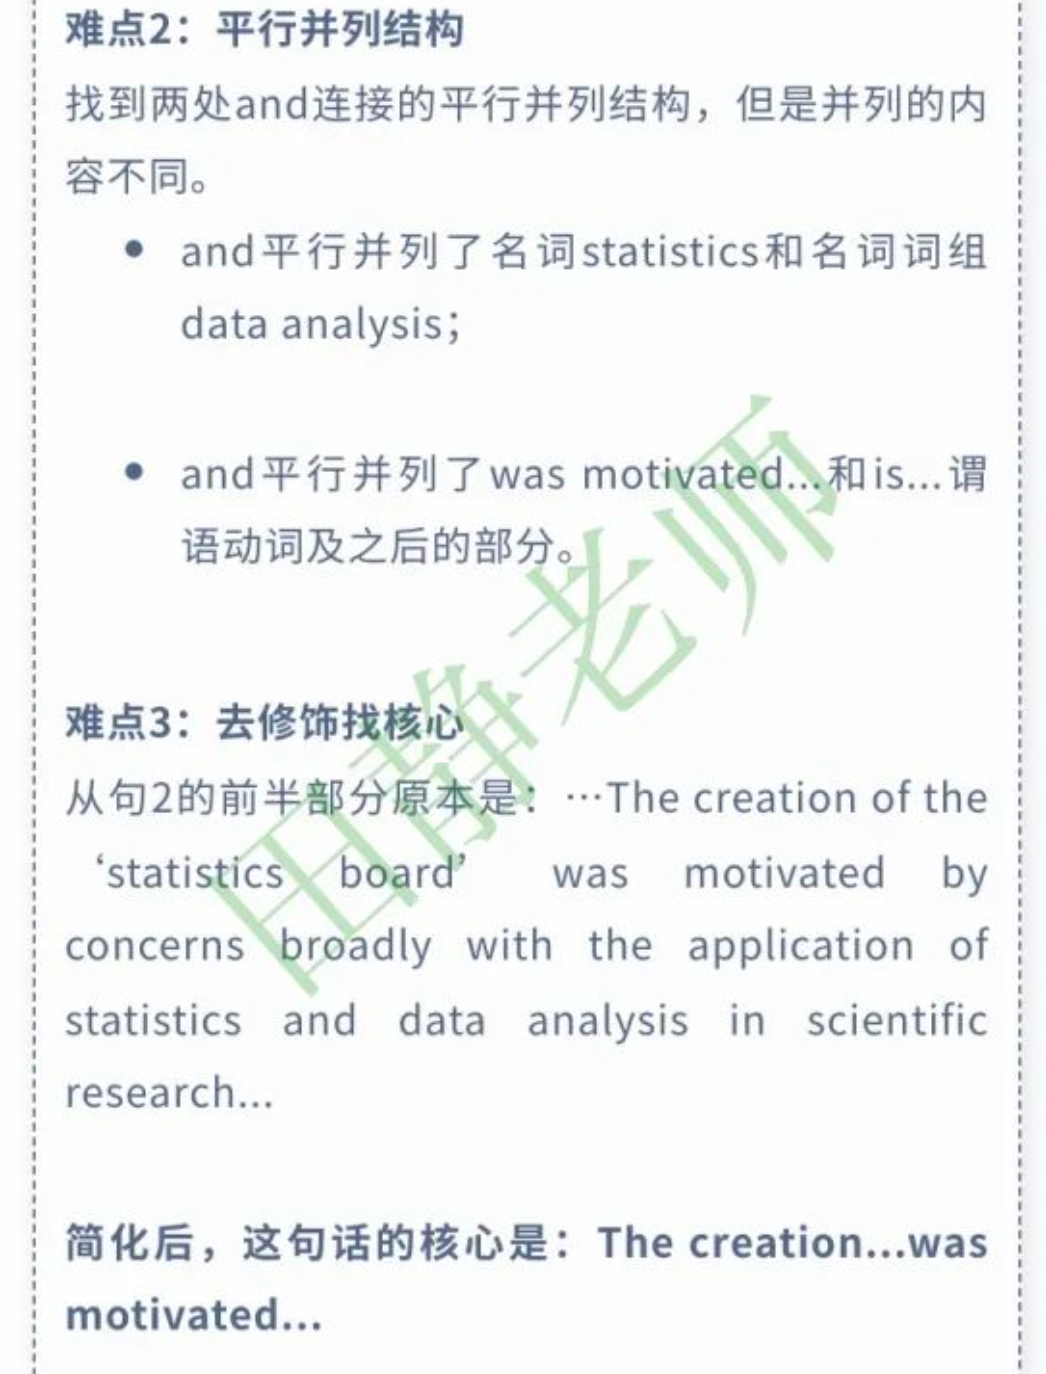 难点2：平行并列结构
找到两处and连接的平行并列结构，但是并列的内
容不同。
● and平行并列了名词statistics和名词词组
data analysis；
● and平行并列了was motivated...和is...谓
语动词及之后的部分。
难点3：去修饰找核心
从句2的前半部分原本是：…The creation of the
‘statistics board’ was motivated by
concerns broadly with the application of
statistics and data analysis in scientific
research...
简化后，这句话的核心是：The creation...was
motivated...
田静老师